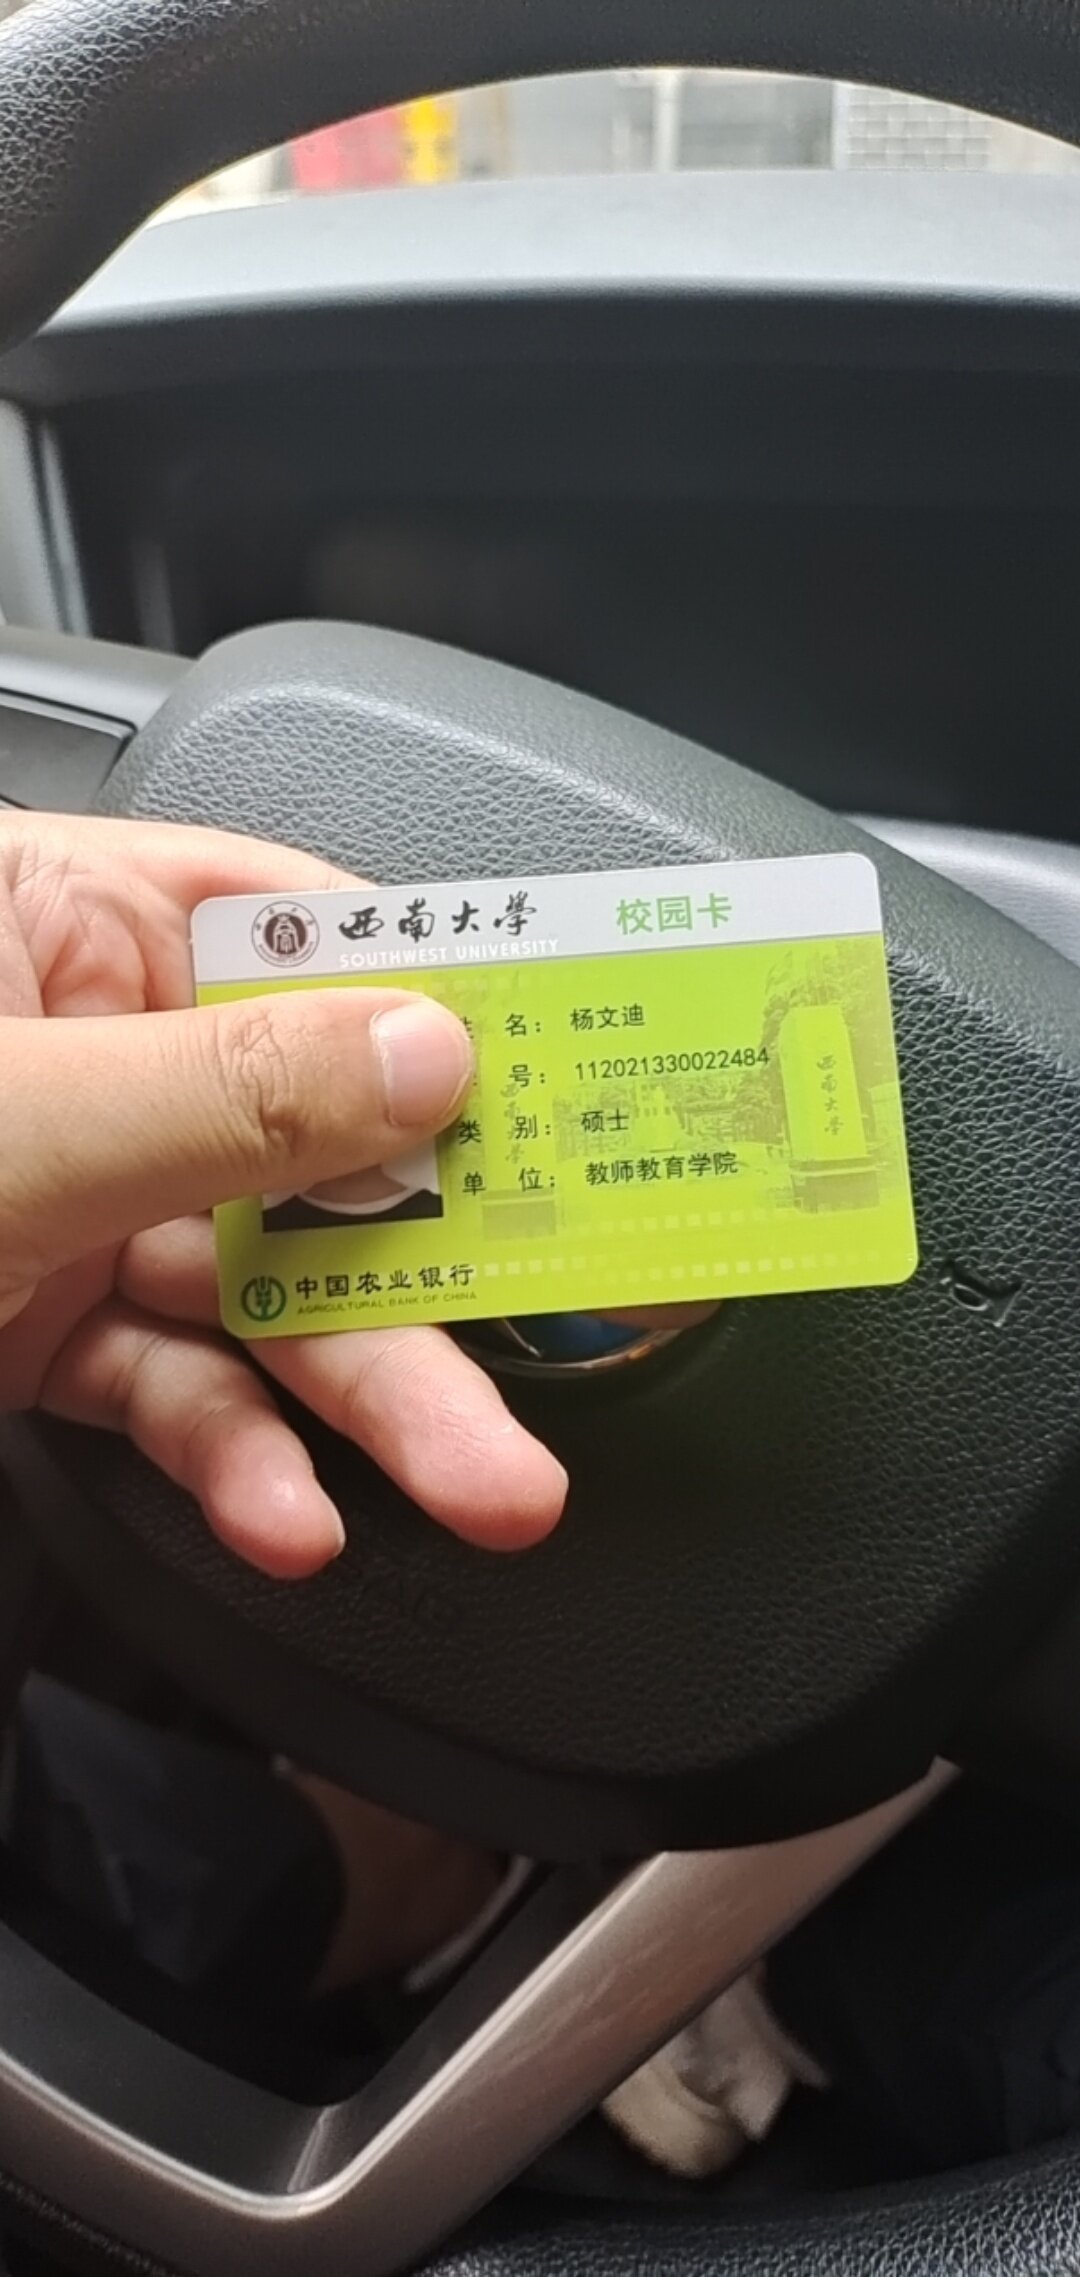 西南大學
SOUTHWEST UNIVERSITY
校园卡
名：杨文迪
号：112021330022484
类 别：硕士
单 位：教师教育学院
西南大學
中国农业银行
AGRICULTURAL BANK OF CHINA